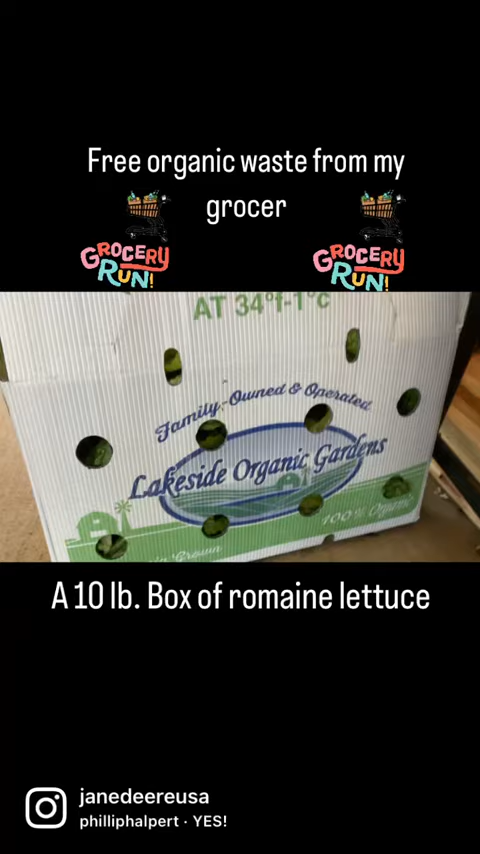 Free organic waste from my
grocer
GROCERY
RUN!
GROCERY
RUN!
AT 34°f-1°c
Family-Owned & Operated
Lakeside Organic Gardens
100% Organic
Grown
A 10 lb. Box of romaine lettuce
janedeereusa
philliphalpert · YES!